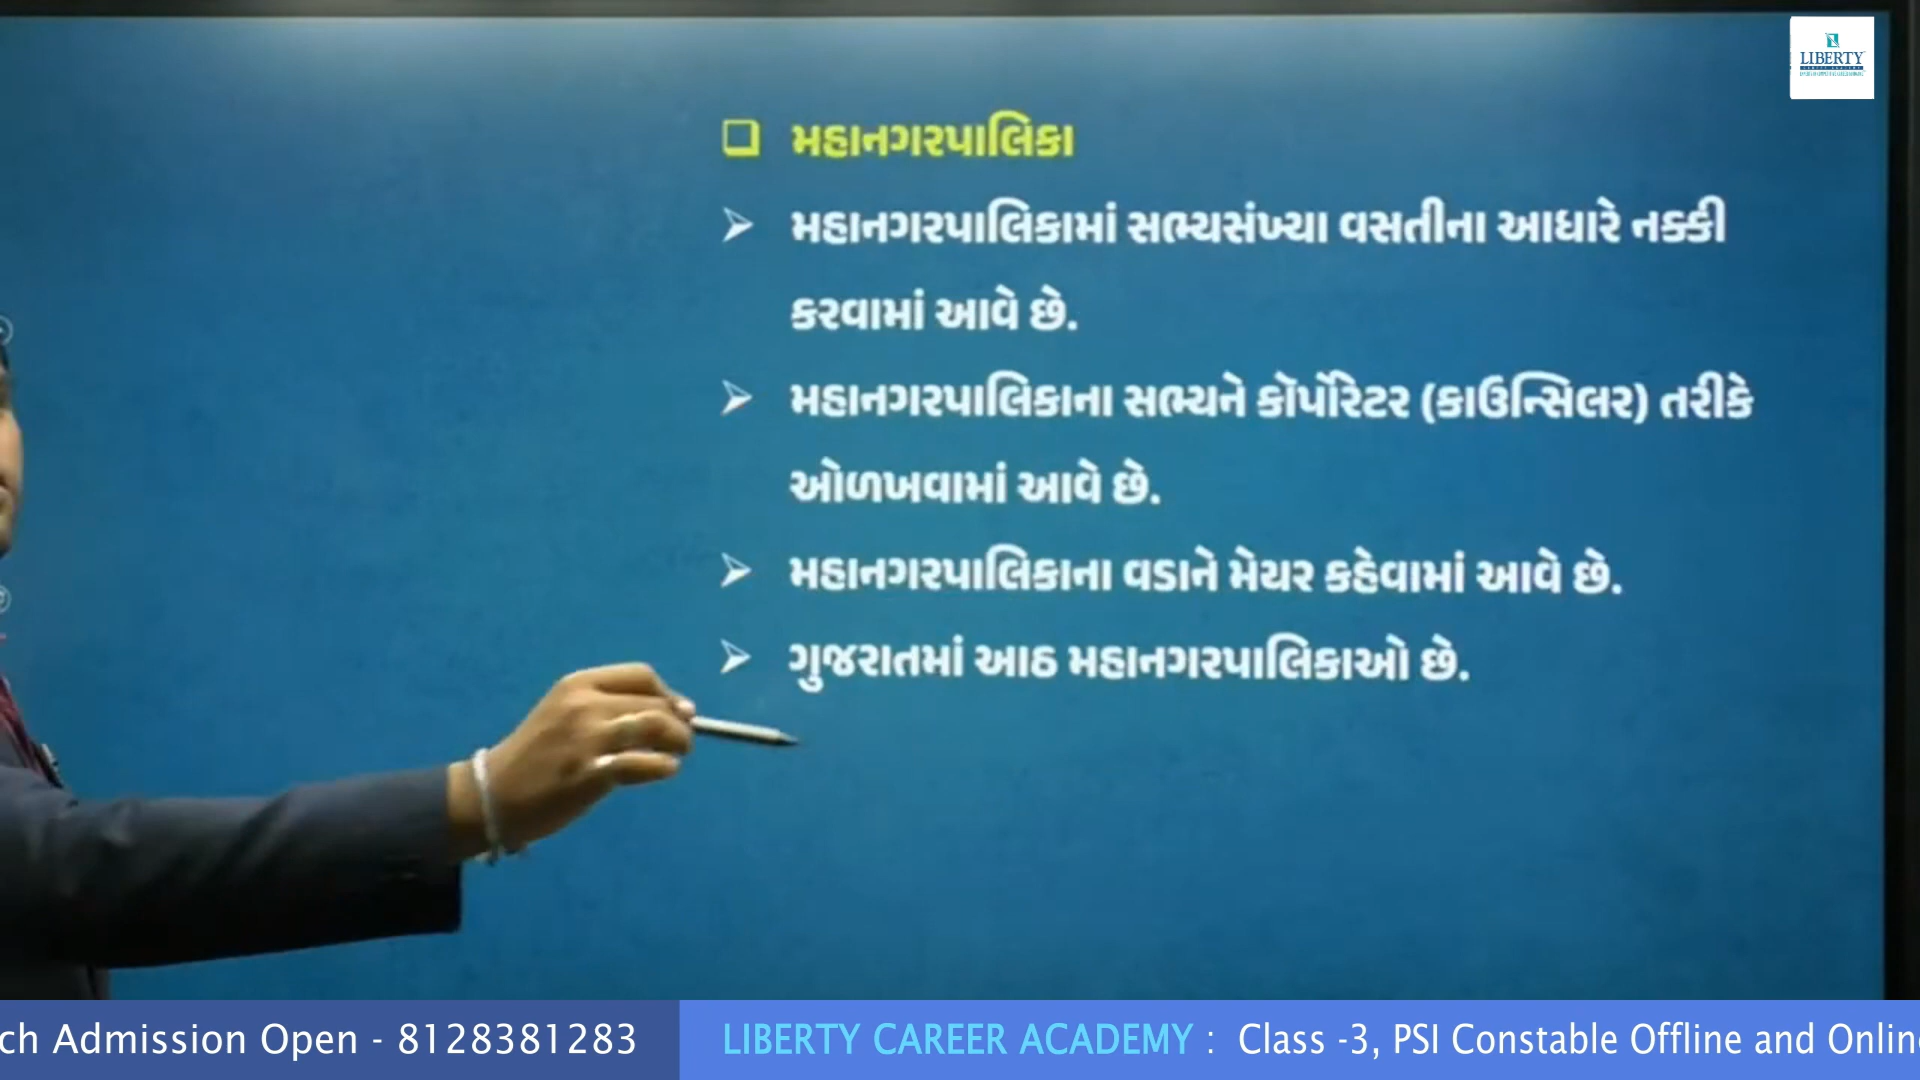 LIBERTY
મહાનગરપાલિકા
મહાનગરપાલિકામાં સભ્યસંખ્યા વસતીના આધારે નક્કી
કરવામાં આવે છે.
મહાનગરપાલિકાના સભ્યને કોર્પોરેટર (કાઉન્સિલર) તરીકે
ઓળખવામાં આવે છે.
મહાનગરપાલિકાના વડાને મેયર કહેવામાં આવે છે.
ગુજરાતમાં આઠ મહાનગરપાલિકાઓ છે.
ch Admission Open - 8128381283
LIBERTY CAREER ACADEMY : Class -3, PSI Constable Offline and Onlin